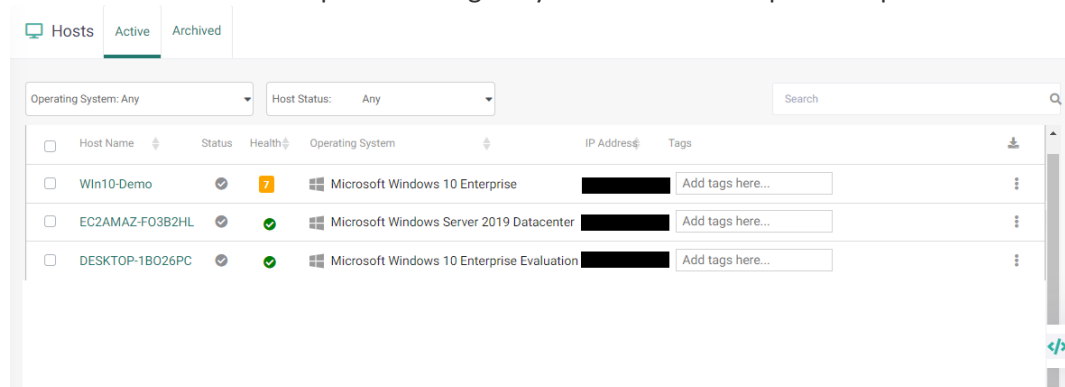 Hosts Active Archived
Operating System: Any Host Status: Any Search
Host Name Status Health Operating System IP Address Tags
WIn10-Demo 7 Microsoft Windows 10 Enterprise Add tags here...
EC2AMAZ-FO3B2HL Microsoft Windows Server 2019 Datacenter Add tags here...
DESKTOP-1BO26PC Microsoft Windows 10 Enterprise Evaluation Add tags here...
</>